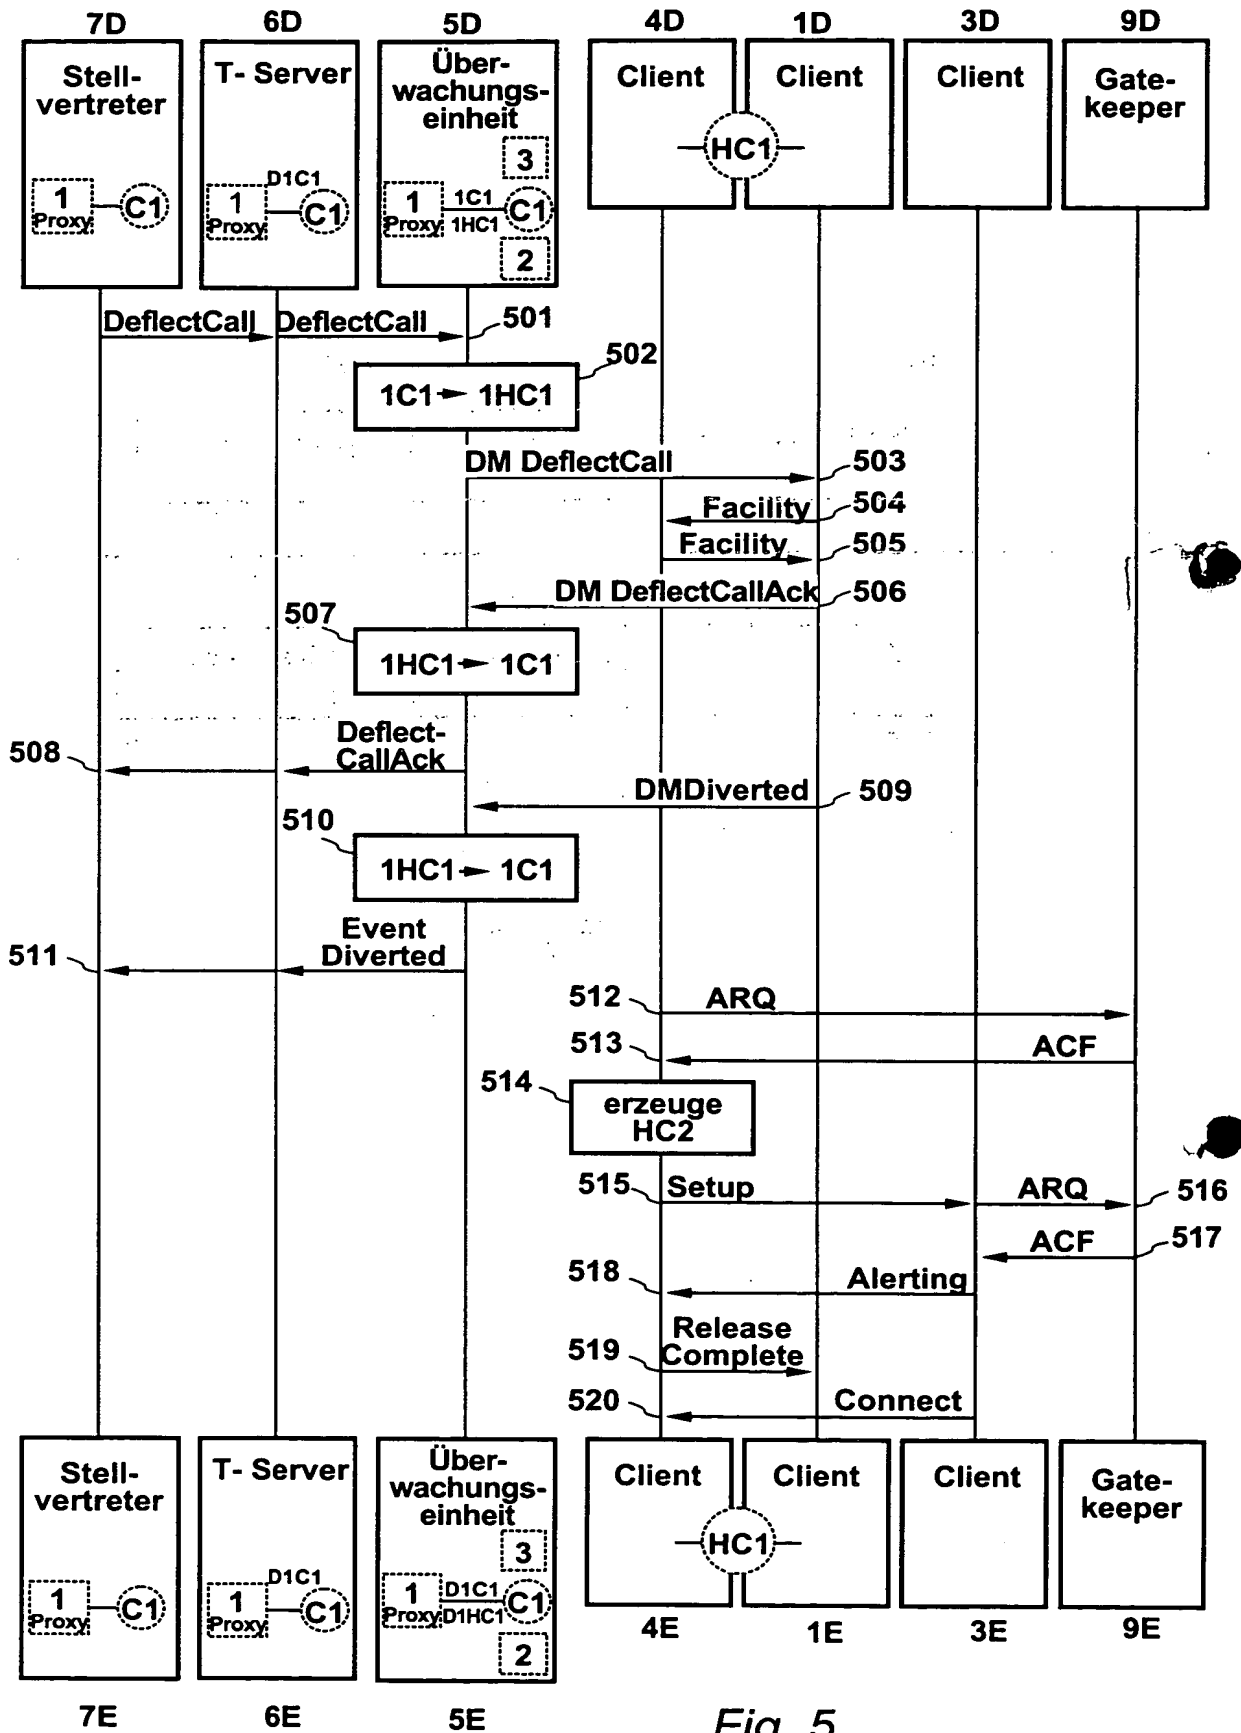 7D 6D 5D 4D 1D 3D 9D
Stell-
vertreter
1
Proxy
C1
T- Server
D1C1
1
Proxy
C1
Über-
wachungs-
einheit
3
1
Proxy
1C1
1HC1
C1
2
Client
HC1
Client
Client
Gate-
keeper
DeflectCall
DeflectCall
501
502
1C1 → 1HC1
DM DeflectCall
503
Facility
504
Facility
505
DM DeflectCallAck
506
507
1HC1 → 1C1
Deflect-
CallAck
508
DMDiverted
509
510
1HC1 → 1C1
Event
Diverted
511
512
ARQ
513
ACF
514
erzeuge
HC2
515
Setup
ARQ
516
ACF
517
518
Alerting
Release
519
Complete
520
Connect
Stell-
vertreter
1
Proxy
C1
T- Server
D1C1
1
Proxy
C1
Über-
wachungs-
einheit
3
1
Proxy
D1C1
D1HC1
C1
2
Client
HC1
Client
Client
Gate-
keeper
4E 1E 3E 9E
7E 6E 5E
Fig. 5